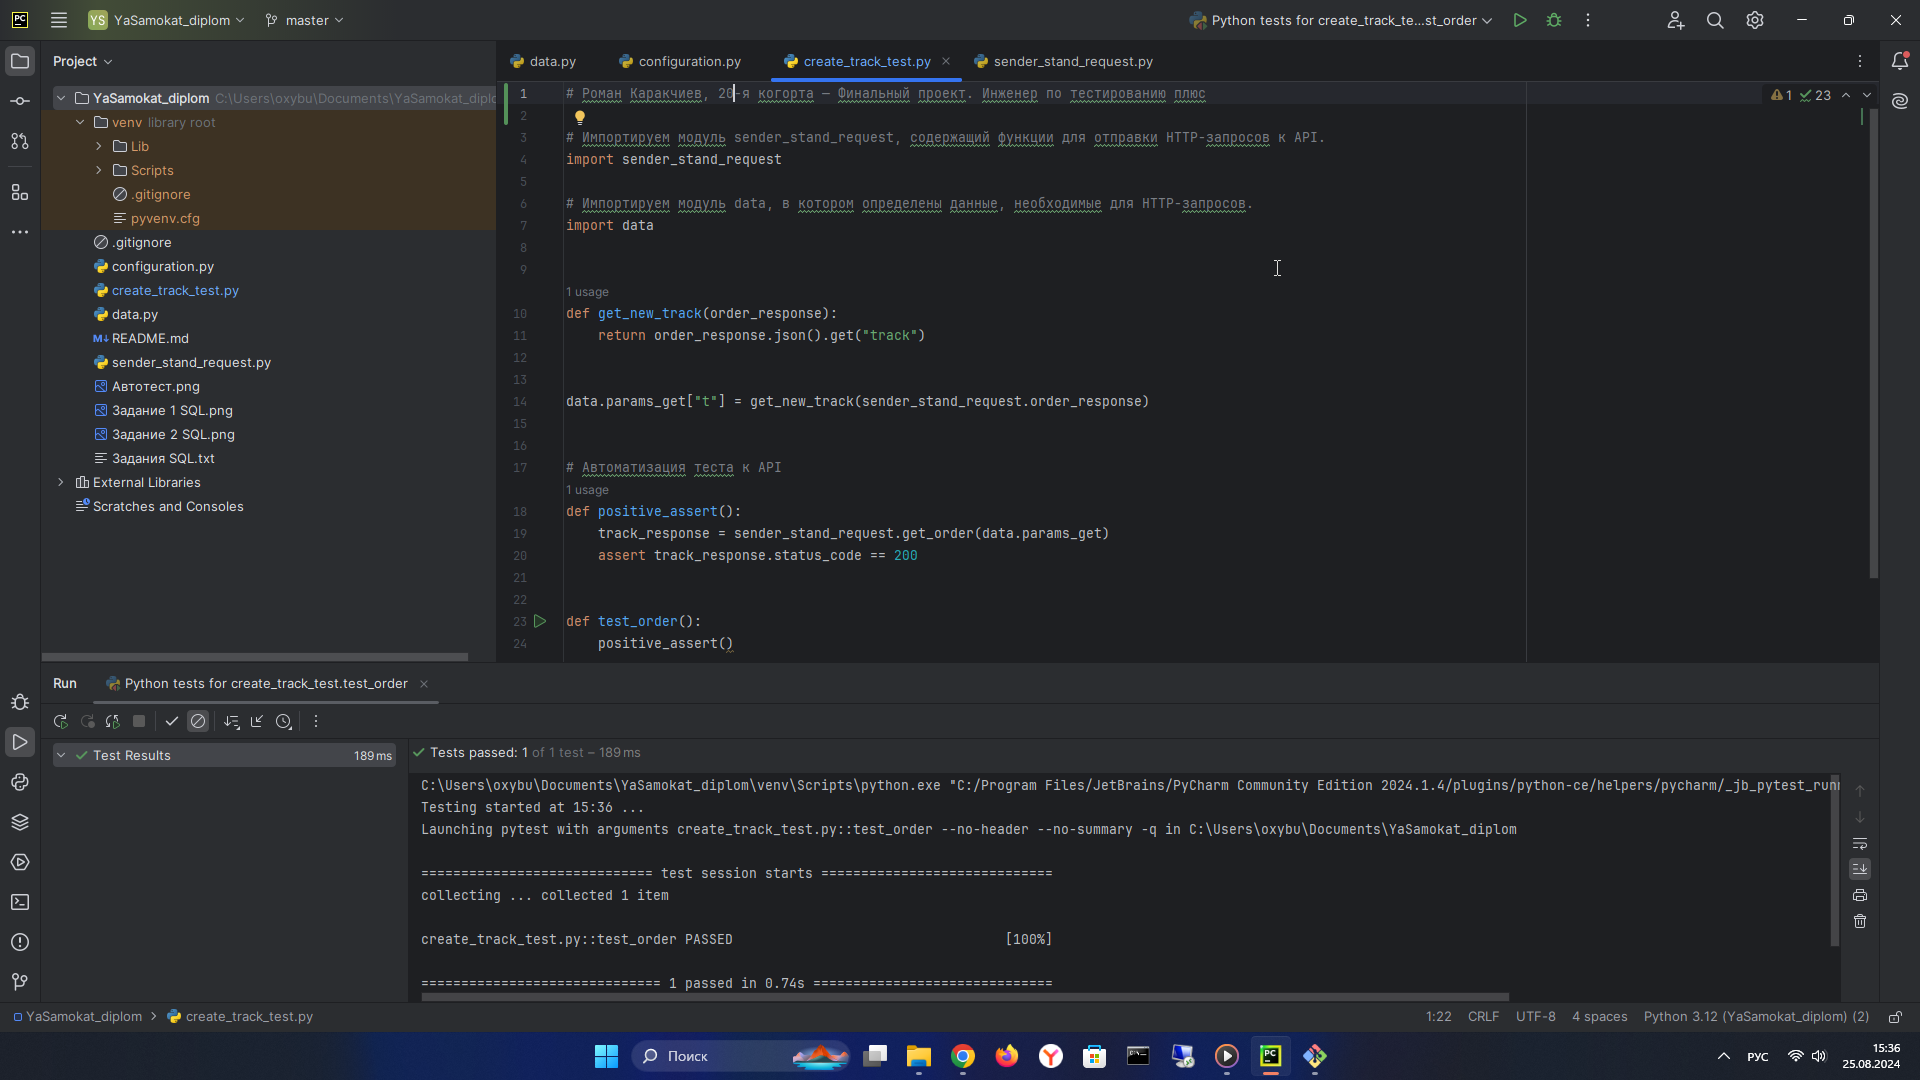 YS YaSamokat_diplom master Python tests for create_track_te...st_order
Project
YaSamokat_diplom C:\Users\oxybu\Documents\YaSamokat_diplo
venv library root
Lib
Scripts
.gitignore
pyvenv.cfg
.gitignore
configuration.py
create_track_test.py
data.py
README.md
sender_stand_request.py
Автотест.png
Задание 1 SQL.png
Задание 2 SQL.png
Задания SQL.txt
External Libraries
Scratches and Consoles
data.py configuration.py create_track_test.py sender_stand_request.py
1 23
1 # Роман Каракчиев, 20-я когорта — Финальный проект. Инженер по тестированию плюс
2
3 # Импортируем модуль sender_stand_request, содержащий функции для отправки HTTP-запросов к API.
4 import sender_stand_request
5
6 # Импортируем модуль data, в котором определены данные, необходимые для HTTP-запросов.
7 import data
8
9
1 usage
10 def get_new_track(order_response):
11 return order_response.json().get("track")
12
13
14 data.params_get["t"] = get_new_track(sender_stand_request.order_response)
15
16
17 # Автоматизация теста к API
1 usage
18 def positive_assert():
19 track_response = sender_stand_request.get_order(data.params_get)
20 assert track_response.status_code == 200
21
22
23 def test_order():
24 positive_assert()
Run Python tests for create_track_test.test_order
Test Results 189 ms
Tests passed: 1 of 1 test – 189 ms
C:\Users\oxybu\Documents\YaSamokat_diplom\venv\Scripts\python.exe "C:/Program Files/JetBrains/PyCharm Community Edition 2024.1.4/plugins/python-ce/helpers/pycharm/_jb_pytest_runn
Testing started at 15:36 ...
Launching pytest with arguments create_track_test.py::test_order --no-header --no-summary -q in C:\Users\oxybu\Documents\YaSamokat_diplom
============================= test session starts =============================
collecting ... collected 1 item
create_track_test.py::test_order PASSED [100%]
============================== 1 passed in 0.74s ==============================
YaSamokat_diplom > create_track_test.py
1:22 CRLF UTF-8 4 spaces Python 3.12 (YaSamokat_diplom) (2)
Поиск
РУС
15:36
25.08.2024